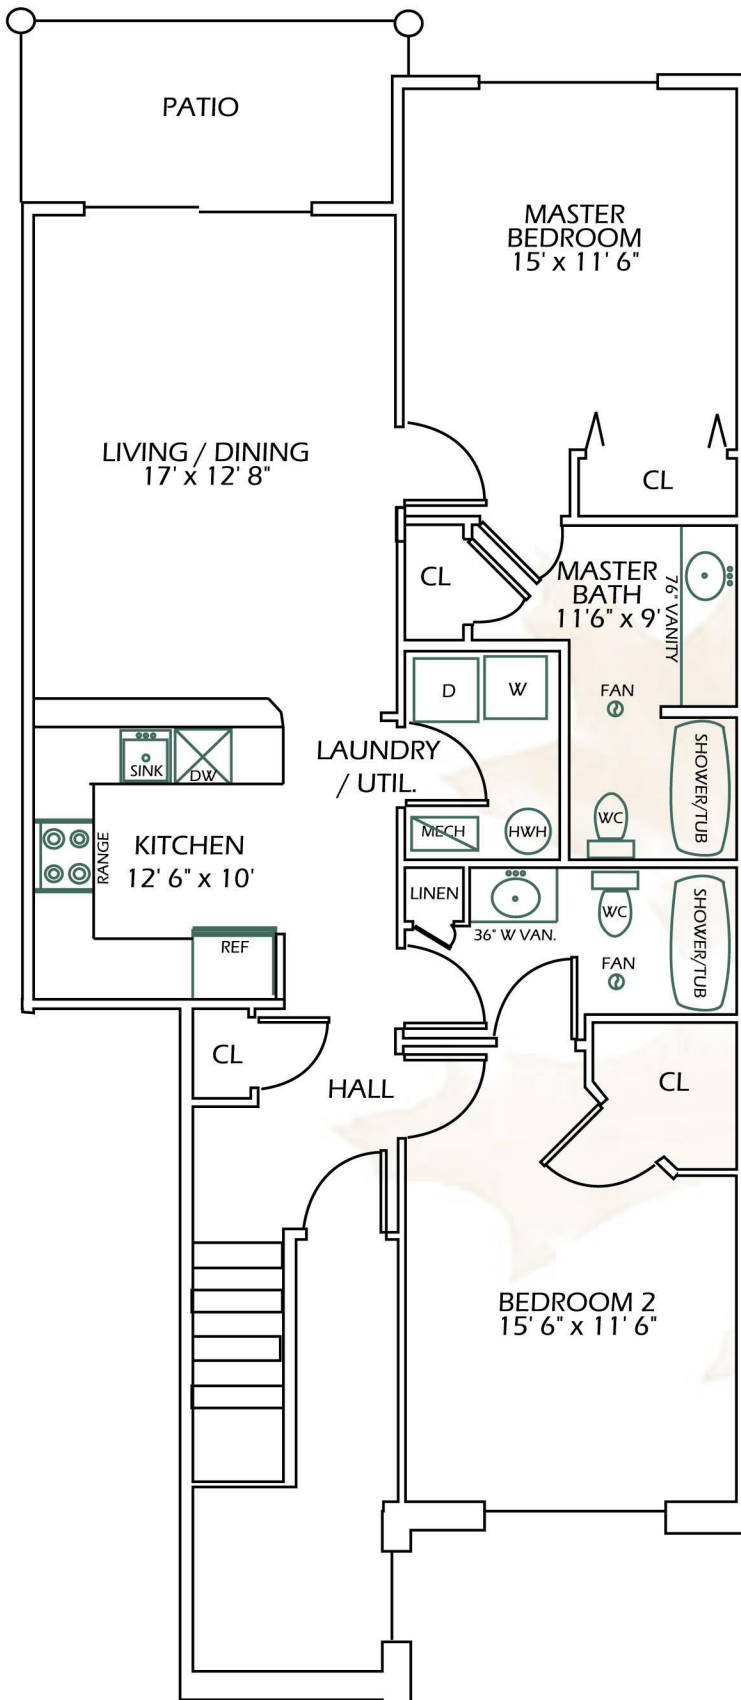 PATIO
MASTER
BEDROOM
15' x 11' 6"
LIVING / DINING
17' x 12' 8"
CL
CL
MASTER
BATH
11'6" x 9'
76" VANITY
FAN
D
W
SHOWER/TUB
LAUNDRY
/ UTIL.
SINK
DW
WC
MECH
HWH
RANGE
KITCHEN
12' 6" x 10'
LINEN
WC
36" W VAN.
SHOWER/TUB
REF
FAN
CL
CL
HALL
BEDROOM 2
15' 6" x 11' 6"